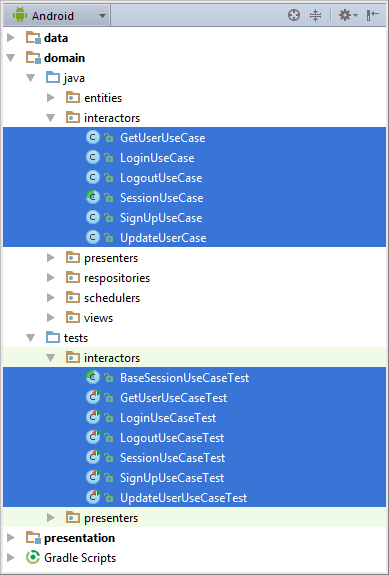 Android
data
domain
java
entities
interactors
GetUserUseCase
LoginUseCase
LogoutUseCase
SessionUseCase
SignUpUseCase
UpdateUserCase
presenters
respositories
schedulers
views
tests
interactors
BaseSessionUseCaseTest
GetUserUseCaseTest
LoginUseCaseTest
LogoutUseCaseTest
SessionUseCaseTest
SignUpUseCaseTest
UpdateUserUseCaseTest
presenters
presentation
Gradle Scripts